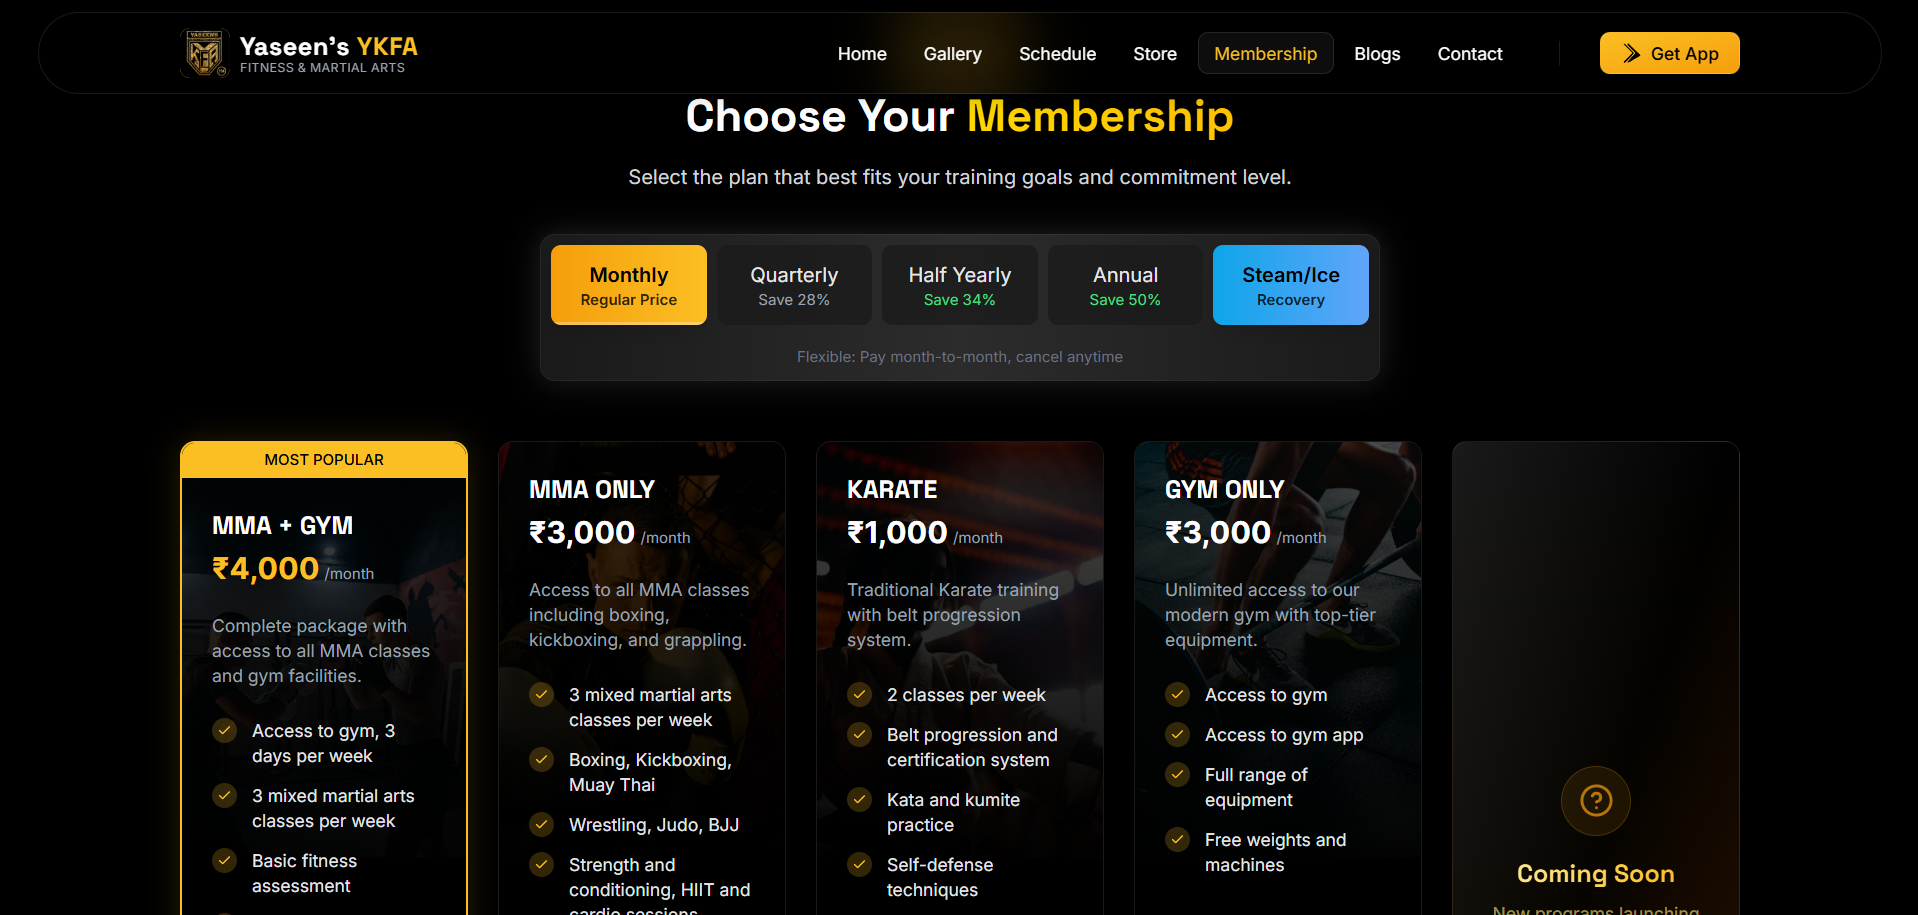 Yaseen's YKFA
FITNESS & MARTIAL ARTS
Home
Gallery
Schedule
Store
Membership
Blogs
Contact
Get App
Choose Your Membership
Select the plan that best fits your training goals and commitment level.
Monthly
Regular Price
Quarterly
Save 28%
Half Yearly
Save 34%
Annual
Save 50%
Steam/Ice
Recovery
Flexible: Pay month-to-month, cancel anytime
MOST POPULAR
MMA + GYM
₹4,000 /month
Complete package with
access to all MMA classes
and gym facilities.
Access to gym, 3
days per week
3 mixed martial arts
classes per week
Basic fitness
assessment
MMA ONLY
₹3,000 /month
Access to all MMA classes
including boxing,
kickboxing, and grappling.
3 mixed martial arts
classes per week
Boxing, Kickboxing,
Muay Thai
Wrestling, Judo, BJJ
Strength and
conditioning, HIIT and
cardio sessions
KARATE
₹1,000 /month
Traditional Karate training
with belt progression
system.
2 classes per week
Belt progression and
certification system
Kata and kumite
practice
Self-defense
techniques
GYM ONLY
₹3,000 /month
Unlimited access to our
modern gym with top-tier
equipment.
Access to gym
Access to gym app
Full range of
equipment
Free weights and
machines
Coming Soon
New programs launching